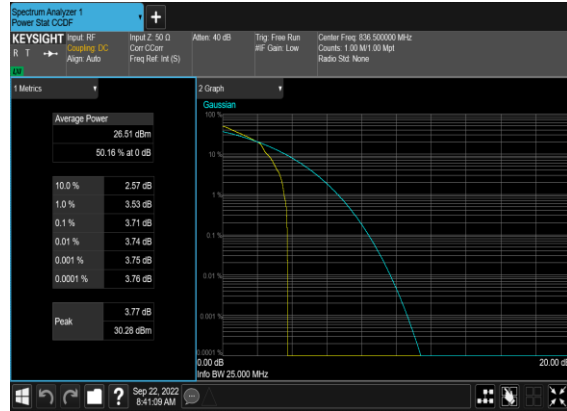 Spectrum Analyzer 1
Power Stat CCDF
KEYSIGHT
R T
LV
Input: RF
Coupling: DC
Align: Auto
Input Z: 50 Ω
Corr CCorr
Freq Ref: Int (S)
Atten: 40 dB
Trig: Free Run
#IF Gain: Low
Center Freq: 836.500000 MHz
Counts: 1.00 M/1.00 Mpt
Radio Std: None
1 Metrics
Average Power
26.51 dBm
50.16 % at 0 dB
10.0 % 2.57 dB
1.0 % 3.53 dB
0.1 % 3.71 dB
0.01 % 3.74 dB
0.001 % 3.75 dB
0.0001 % 3.76 dB
Peak 3.77 dB
30.28 dBm
2 Graph
Gaussian
100 %
10 %
1 %
0.1 %
0.01 %
0.001 %
0.0001 %
0.00 dB
20.00 dB
Info BW 25.000 MHz
Sep 22, 2022
8:41:09 AM